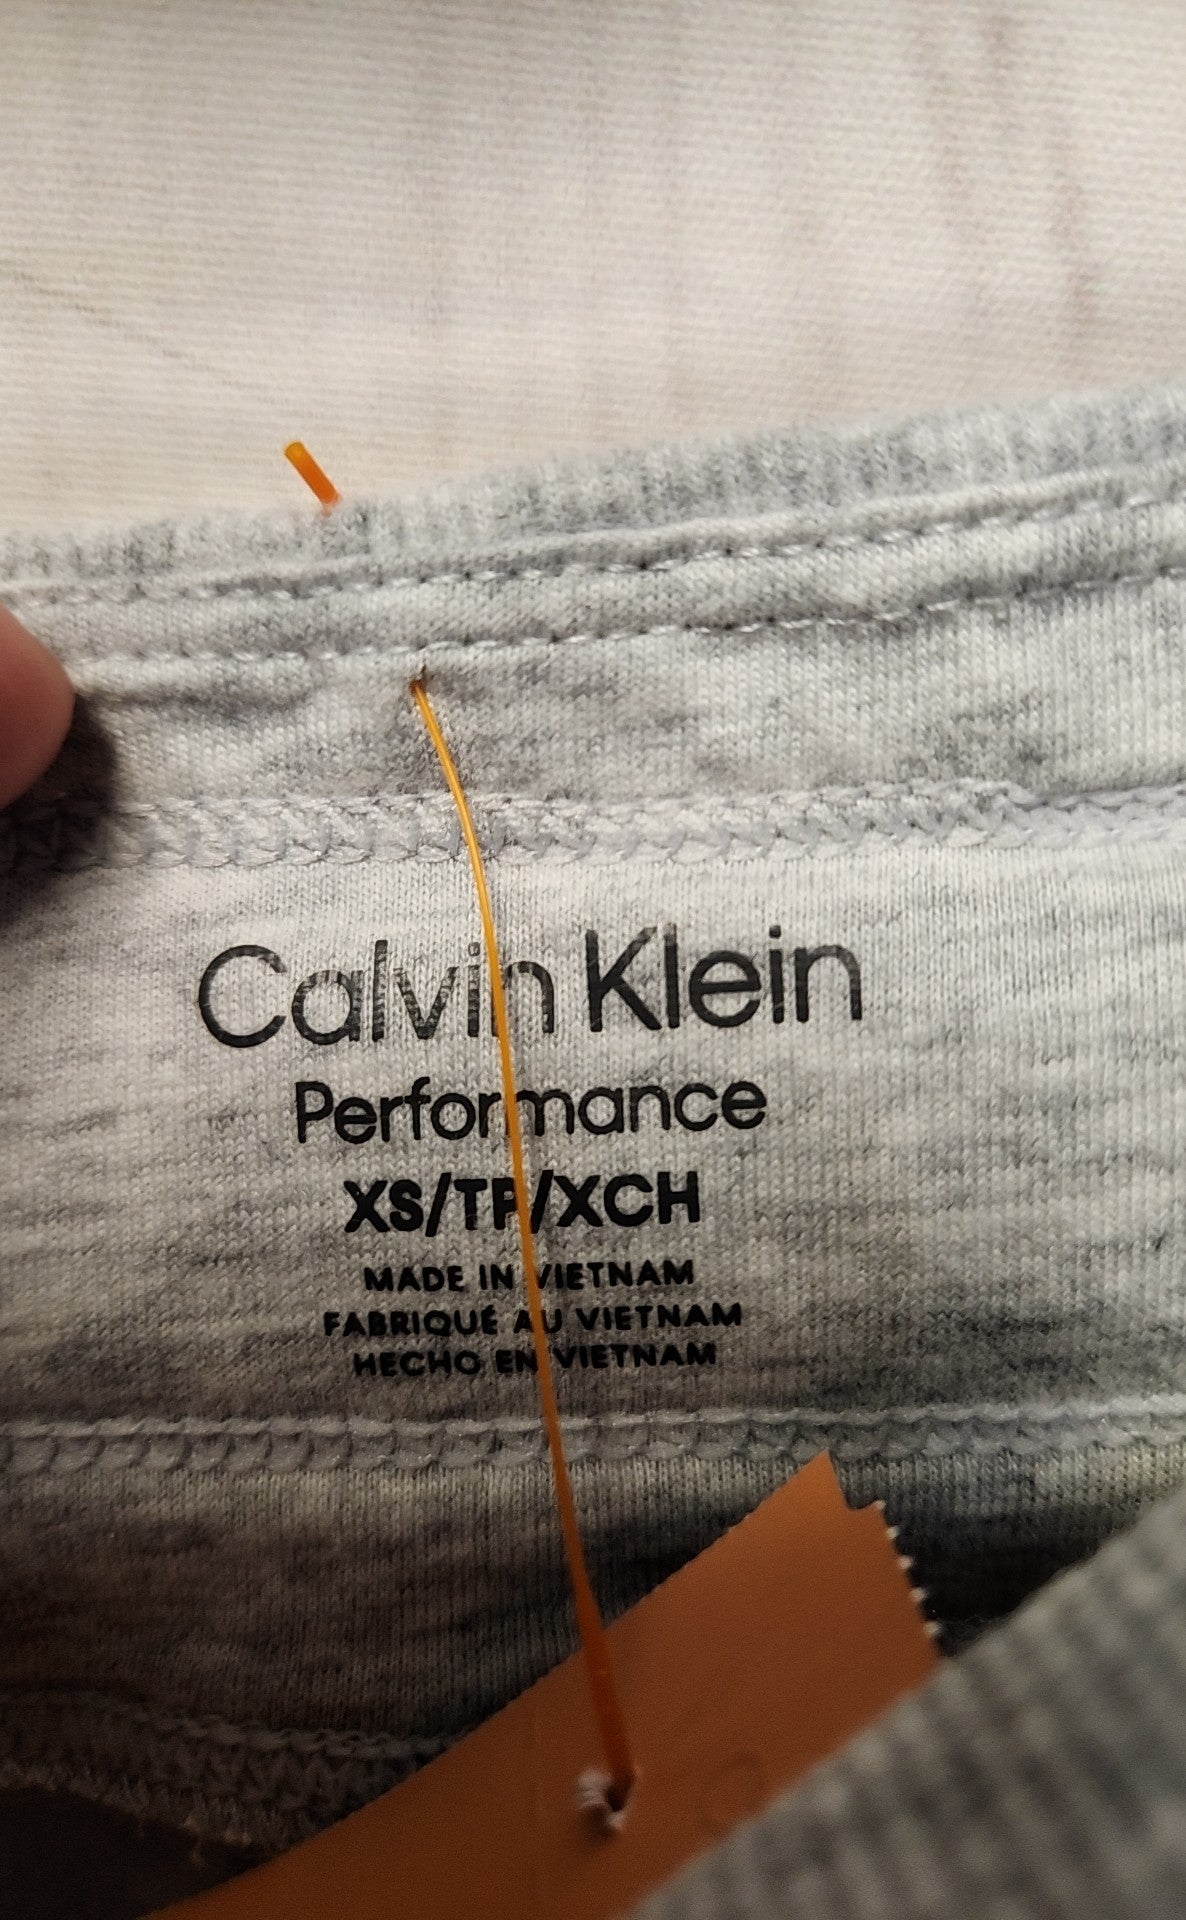 Calvin Klein
Performance
XS/TP/XCH
MADE IN VIETNAM
FABRIQUÉ AU VIETNAM
HECHO EN VIETNAM